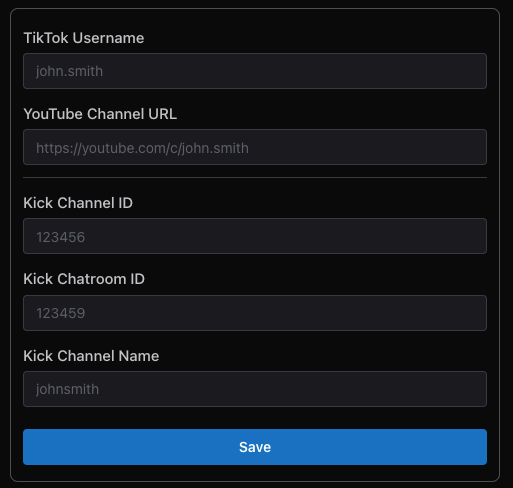 TikTok Username
john.smith
YouTube Channel URL
https://youtube.com/c/john.smith
Kick Channel ID
123456
Kick Chatroom ID
123459
Kick Channel Name
johnsmith
Save